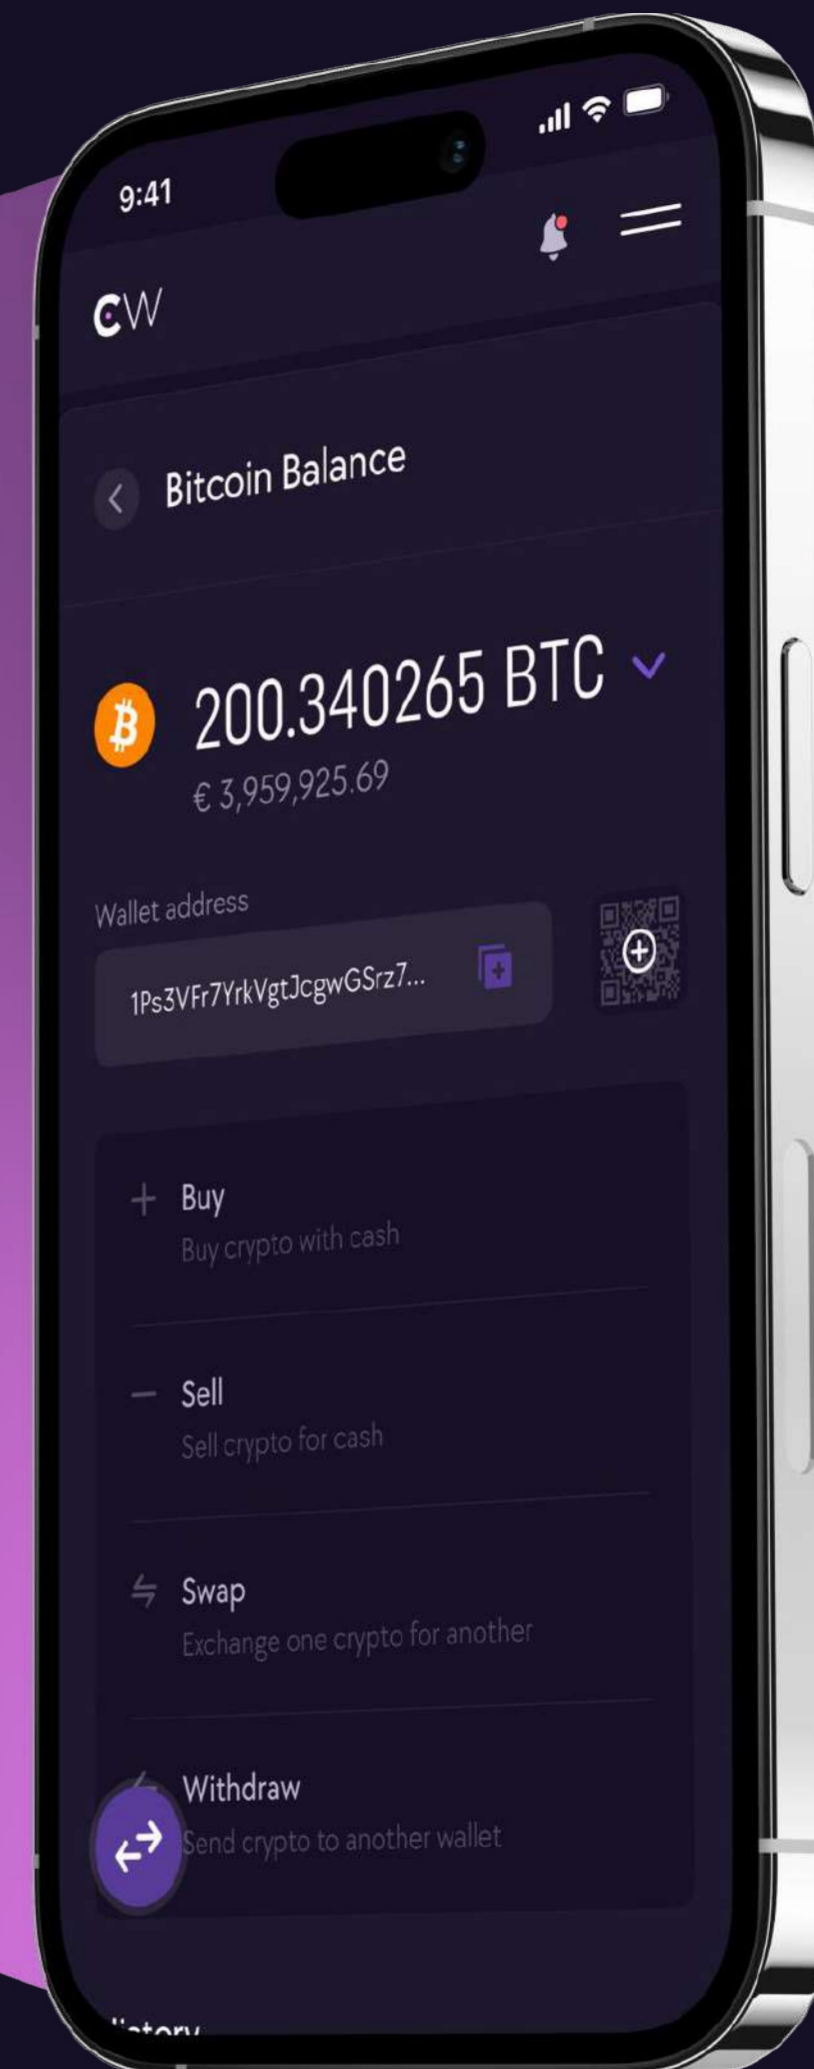 9:41
CW
Bitcoin Balance
200.340265 BTC
€ 3,959,925.69
Wallet address
1Ps3VFr7YrkVgtJcgwGSrz7...
Buy
Buy crypto with cash
Sell
Sell crypto for cash
Swap
Exchange one crypto for another
Withdraw
Send crypto to another wallet